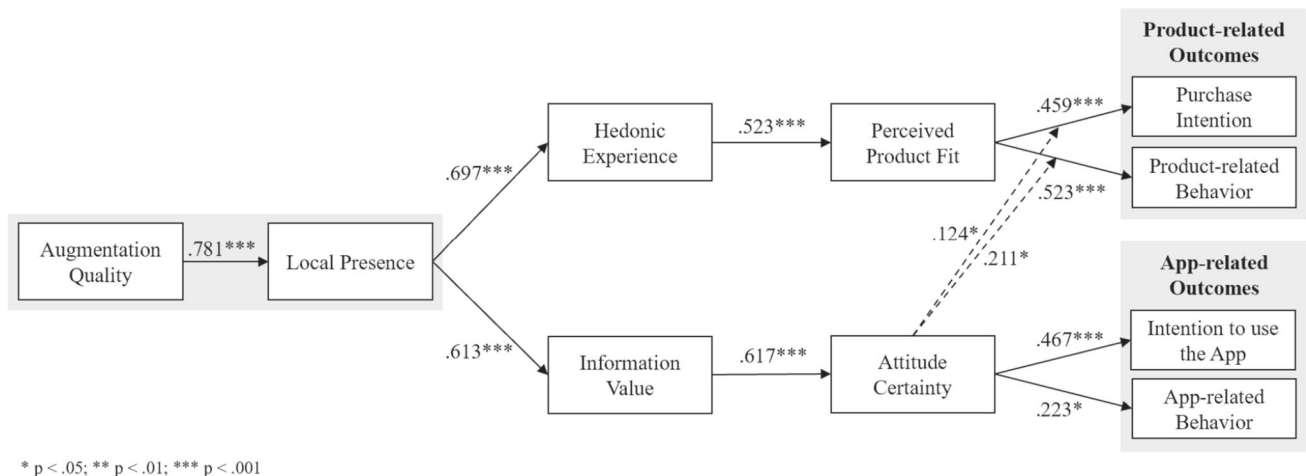 Product-related
Outcomes
Purchase
Intention
Product-related
Behavior
.459***
.523***
Hedonic
Experience
.523***
Perceived
Product Fit
.697***
.124*
.211*
Augmentation
Quality
.781***
Local Presence
App-related
Outcomes
Intention to use
the App
App-related
Behavior
.613***
Information
Value
.617***
Attitude
Certainty
.467***
.223*
* p < .05; ** p < .01; *** p < .001